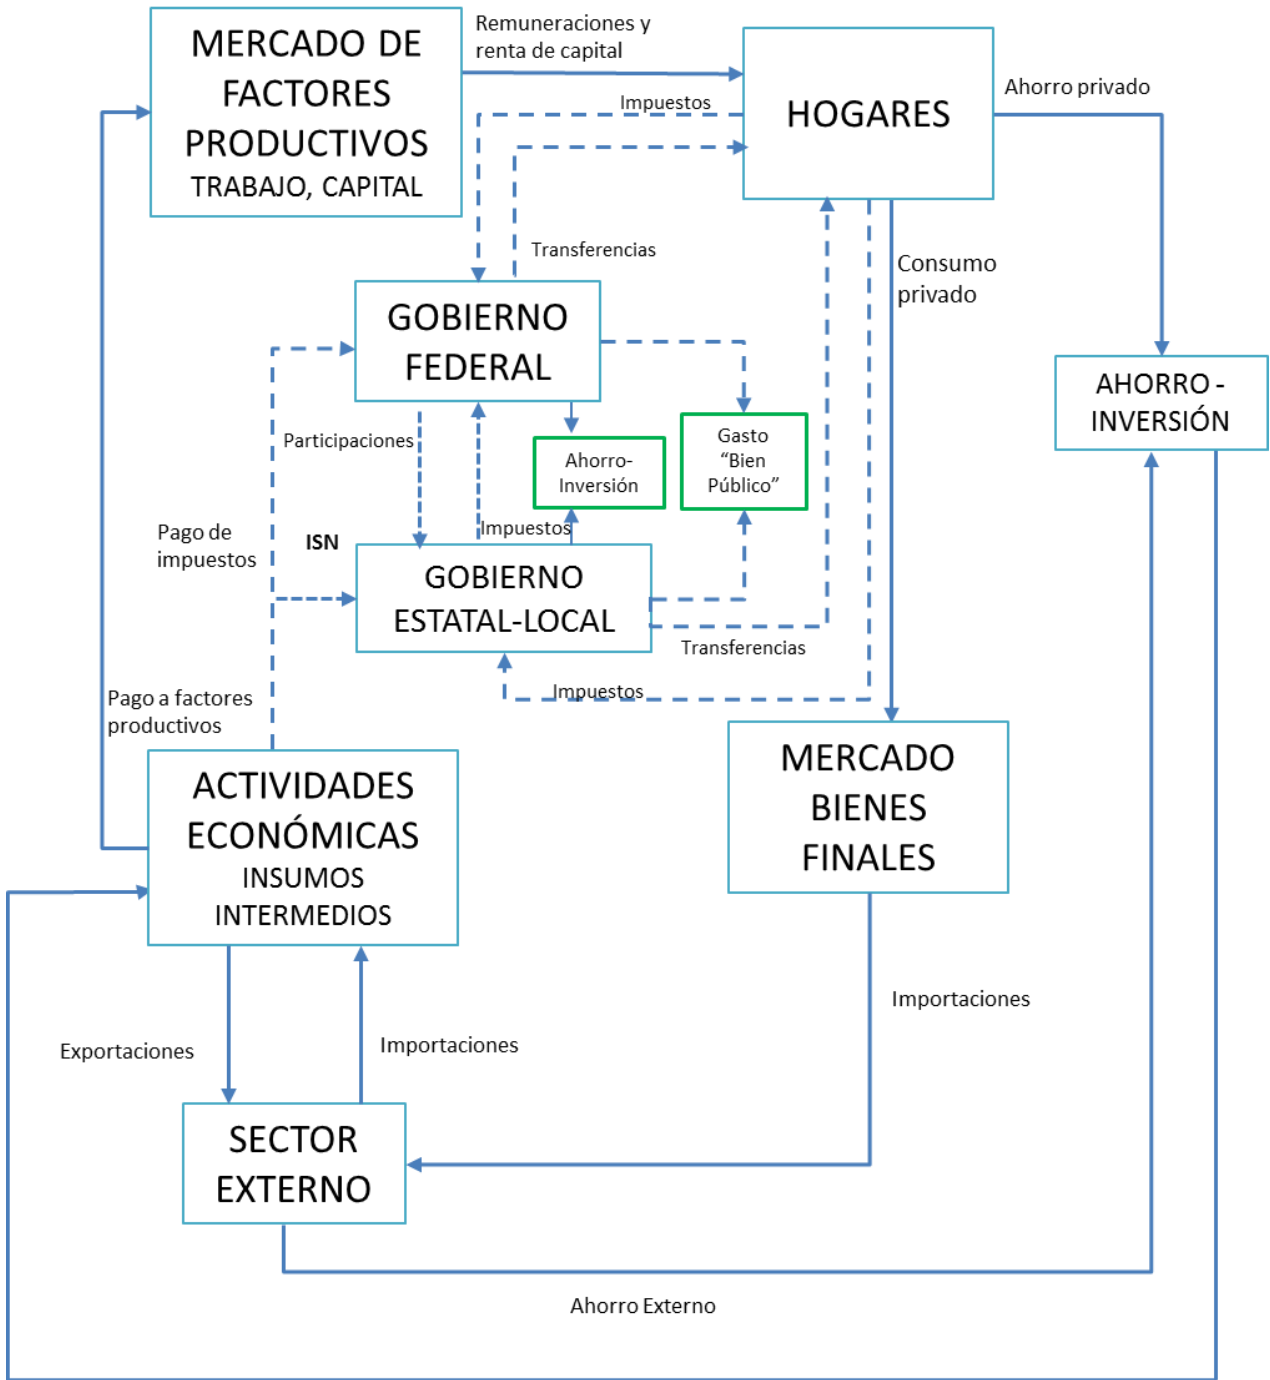 MERCADO DE
FACTORES
PRODUCTIVOS
TRABAJO, CAPITAL
Remuneraciones y
renta de capital
HOGARES
Ahorro privado
Impuestos
Transferencias
Consumo
privado
GOBIERNO
FEDERAL
AHORRO -
INVERSIÓN
Participaciones
Ahorro-
Inversión
Gasto
“Bien
Público”
Pago de
impuestos
ISN
Impuestos
GOBIERNO
ESTATAL-LOCAL
Transferencias
Impuestos
Pago a factores
productivos
ACTIVIDADES
ECONÓMICAS
INSUMOS
INTERMEDIOS
MERCADO
BIENES
FINALES
Importaciones
Exportaciones
Importaciones
SECTOR
EXTERNO
Ahorro Externo